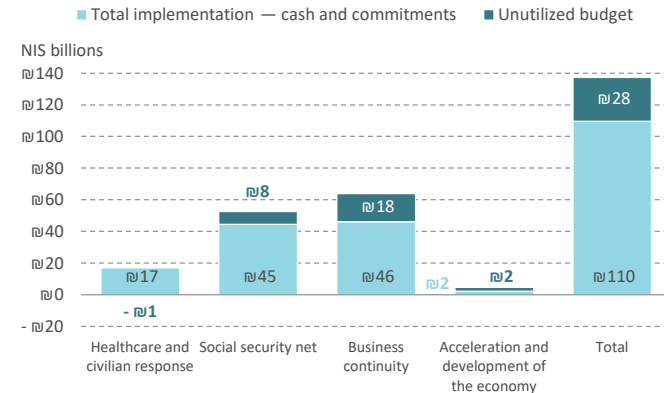 Total implementation — cash and commitments
Unutilized budget
NIS billions
₪140
₪120
₪100
₪80
₪60
₪40
₪20
₪0
- ₪20
₪17
- ₪1
₪8
₪45
₪18
₪46
₪2
₪2
₪28
₪110
Healthcare and
civilian response
Social security net
Business
continuity
Acceleration and
development of
the economy
Total